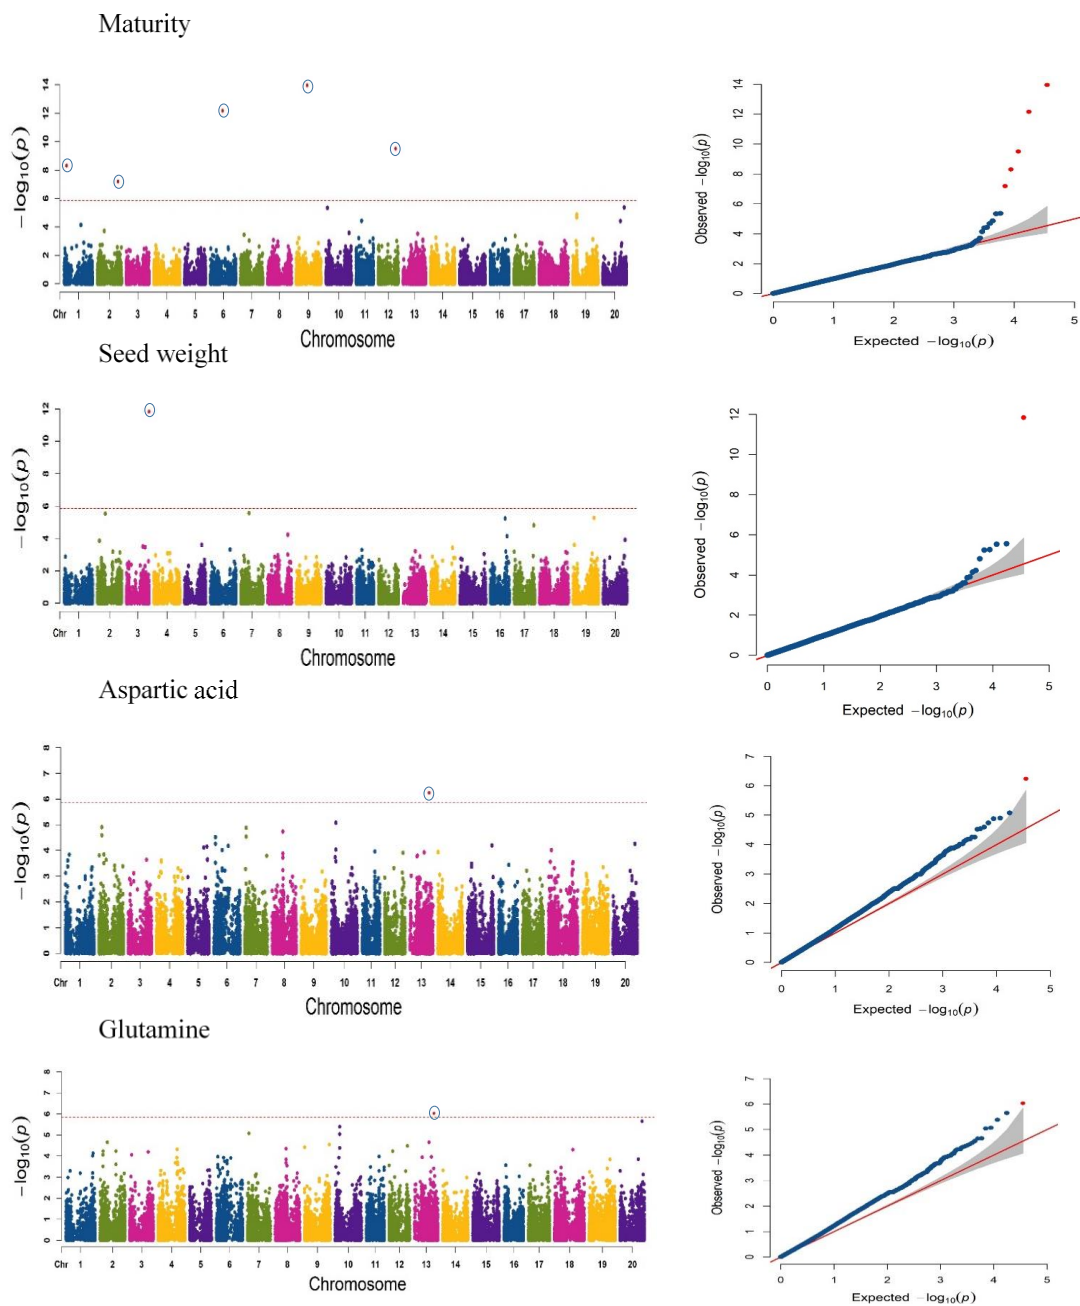 Maturity
−log₁₀(p)
14
12
10
8
6
4
2
0
Chr 1 2 3 4 5 6 7 8 9 10 11 12 13 14 15 16 17 18 19 20
Chromosome
Observed −log₁₀(p)
14
12
10
8
6
4
2
0
0 1 2 3 4 5
Expected −log₁₀(p)
Seed weight
−log₁₀(p)
12
10
8
6
4
2
0
Chr 1 2 3 4 5 6 7 8 9 10 11 12 13 14 15 16 17 18 19 20
Chromosome
Observed −log₁₀(p)
12
10
8
6
4
2
0
0 1 2 3 4 5
Expected −log₁₀(p)
Aspartic acid
−log₁₀(p)
8
7
6
5
4
3
2
1
0
Chr 1 2 3 4 5 6 7 8 9 10 11 12 13 14 15 16 17 18 19 20
Chromosome
Observed −log₁₀(p)
7
6
5
4
3
2
1
0
0 1 2 3 4 5
Expected −log₁₀(p)
Glutamine
−log₁₀(p)
8
7
6
5
4
3
2
1
0
Chr 1 2 3 4 5 6 7 8 9 10 11 12 13 14 15 16 17 18 19 20
Chromosome
Observed −log₁₀(p)
7
6
5
4
3
2
1
0
0 1 2 3 4 5
Expected −log₁₀(p)